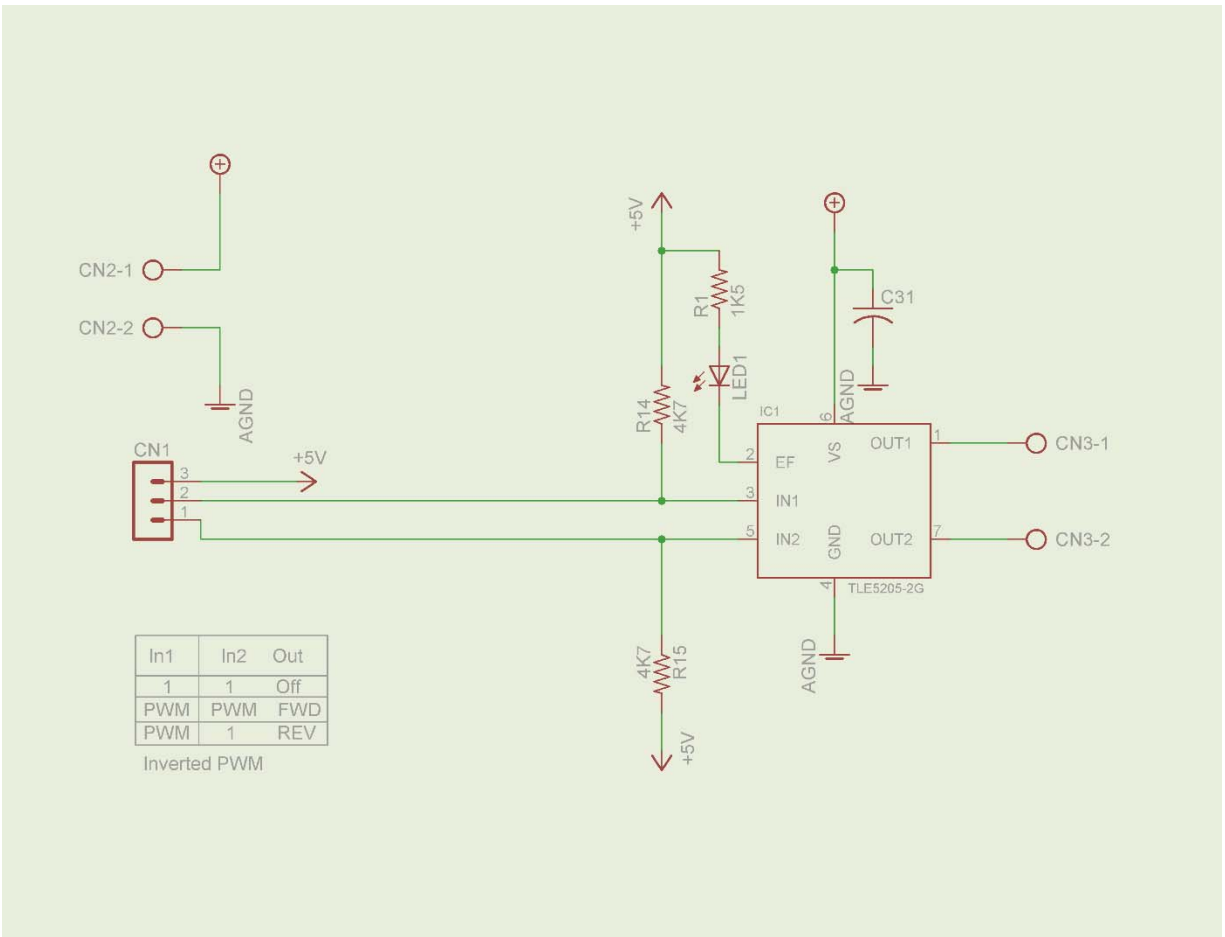 CN2-1
CN2-2
AGND
CN1
3
2
1
+5V
+5V
R1
1K5
LED1
R14
4K7
C31
AGND
IC1
6
VS
2
EF
3
IN1
5
IN2
GND
4
OUT1
1
OUT2
7
TLE5205-2G
CN3-1
CN3-2
AGND
4K7
R15
+5V
In1 In2 Out
1 1 Off
PWM PWM FWD
PWM 1 REV
Inverted PWM